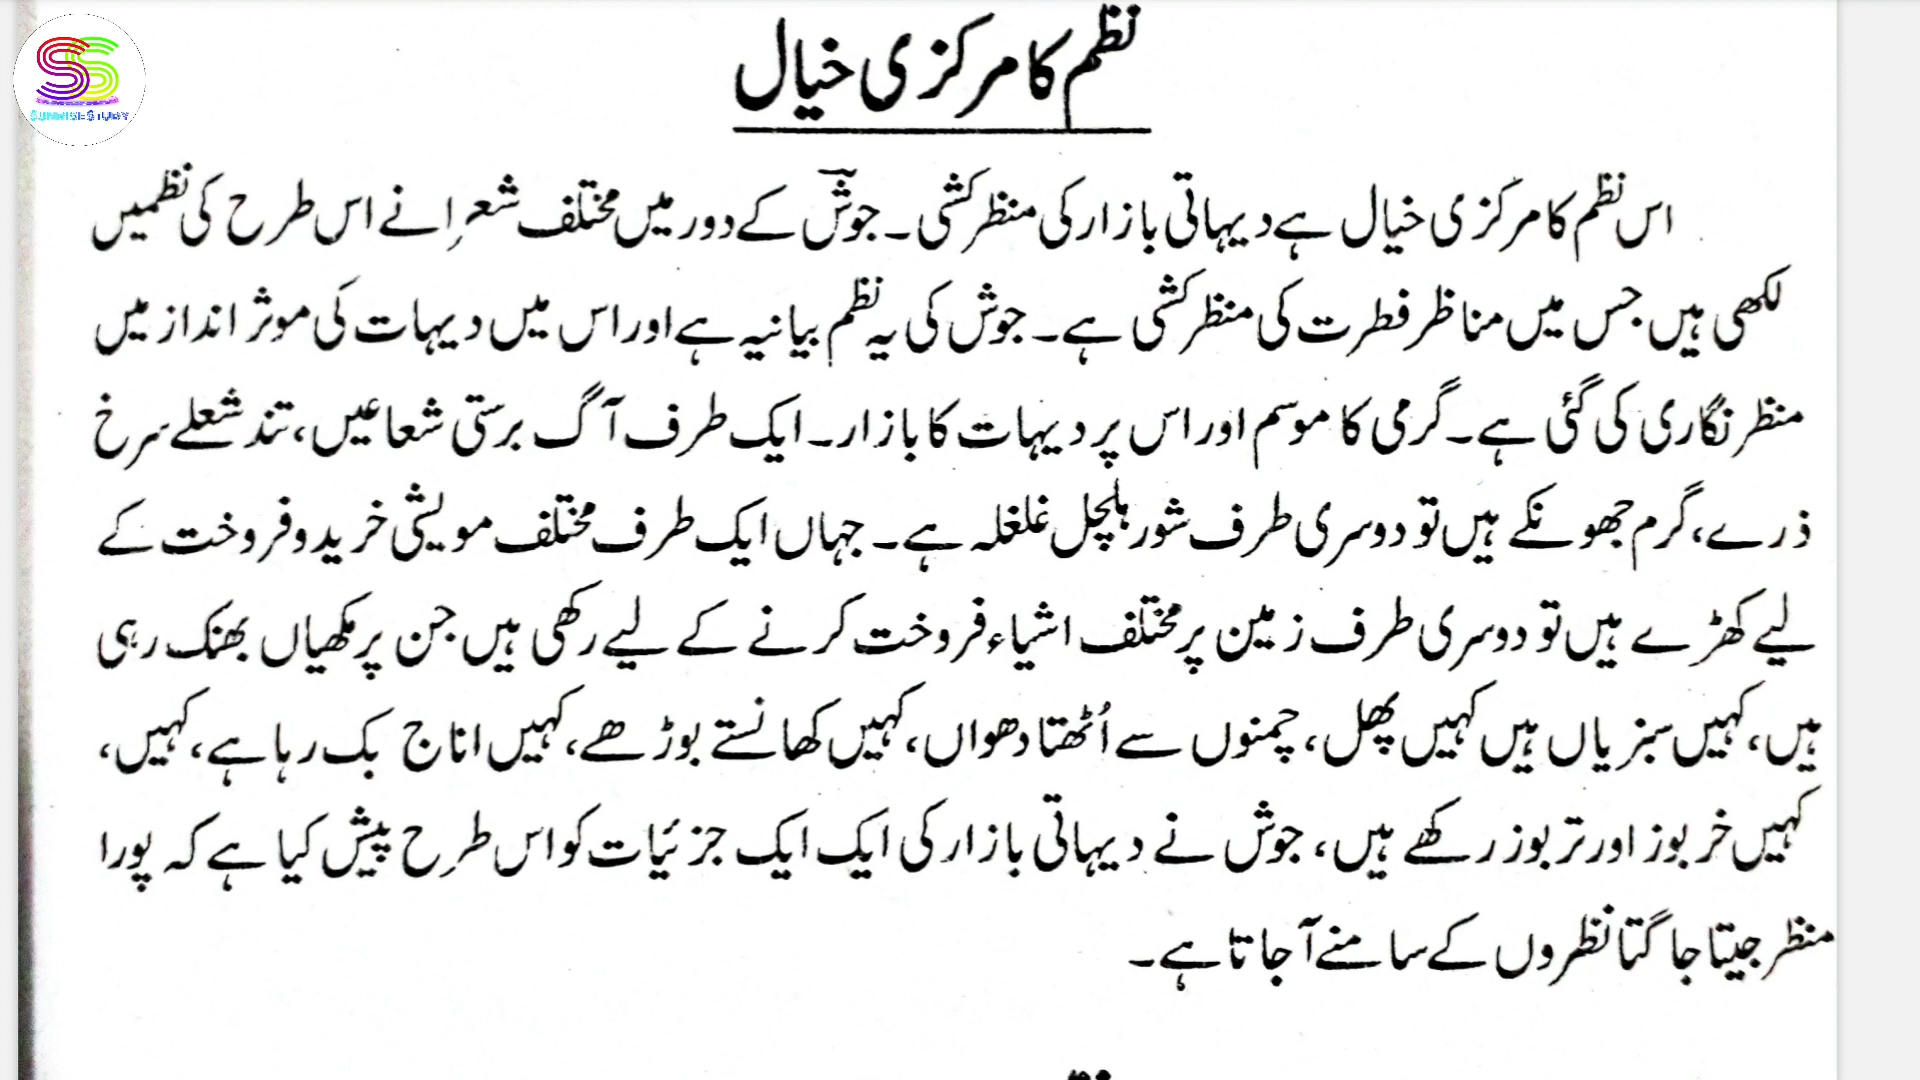 SUNRISE STUDY
نظم کا مرکزی خیال
اس نظم کا مرکزی خیال ہے دیہاتی بازار کی منظر کشی۔ جوشؔ کے دور میں مختلف شعرا نے اس طرح کی نظمیں
لکھی ہیں جس میں مناظر فطرت کی منظر کشی ہے۔ جوش کی یہ نظم بیانیہ ہے اور اس میں دیہات کی موثر انداز میں
منظر نگاری کی گئی ہے۔ گرمی کا موسم اور اس پر دیہات کا بازار۔ ایک طرف آگ برستی شعاعیں، تند شعلے سرخ
ذرے، گرم جھونکے ہیں تو دوسری طرف شور ہلچل غلغلہ ہے۔ جہاں ایک طرف مختلف مویشی خرید و فروخت کے
لیے کھڑے ہیں تو دوسری طرف زمین پر مختلف اشیاء فروخت کرنے کے لیے رکھی ہیں جن پر مکھیاں بھنک رہی
ہیں، کہیں سبزیاں ہیں کہیں پھل، چمنوں سے اُٹھتا دھواں، کہیں کھانستے بوڑھے، کہیں اناج بک رہا ہے، کہیں،
کہیں خربوز اور تربوز رکھے ہیں، جوش نے دیہاتی بازار کی ایک ایک جزئیات کو اس طرح پیش کیا ہے کہ پورا
منظر جیتا جاگتا نظروں کے سامنے آ جاتا ہے۔